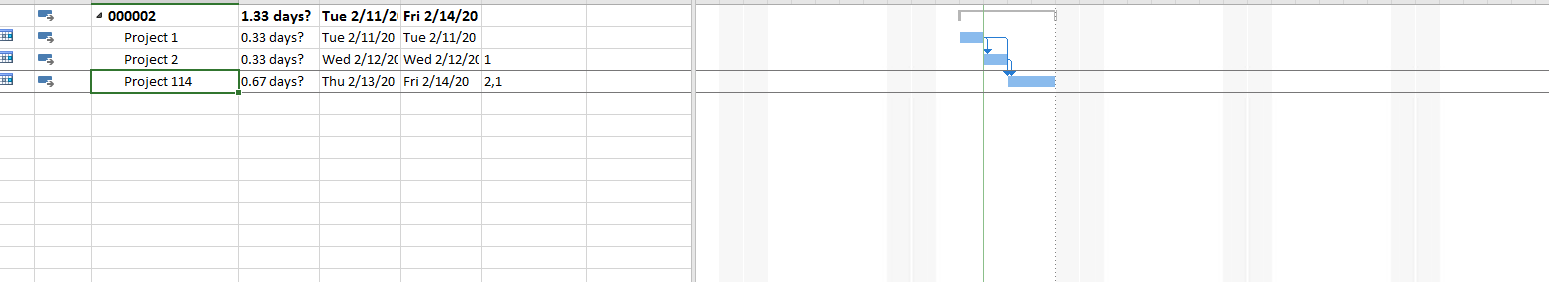 000002 1.33 days? Tue 2/11/20 Fri 2/14/20
Project 1 0.33 days? Tue 2/11/20 Tue 2/11/20
Project 2 0.33 days? Wed 2/12/20 Wed 2/12/20 1
Project 114 0.67 days? Thu 2/13/20 Fri 2/14/20 2,1